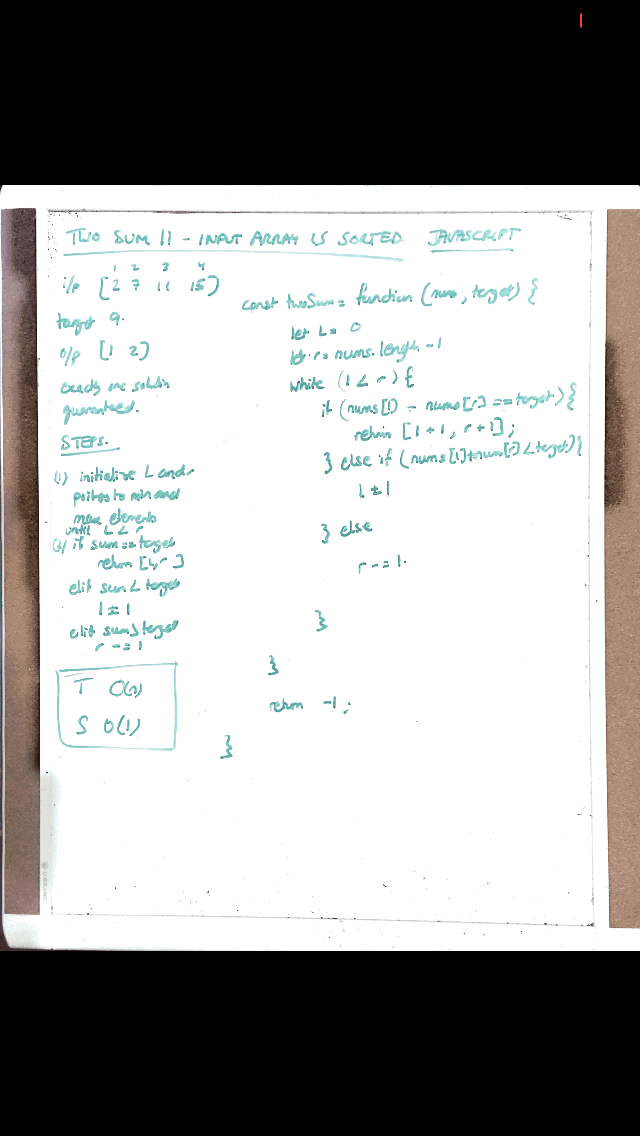 TWO SUM II - INPUT ARRAY IS SORTED JAVASCRIPT
1 2 3 4
i/p [2 7 11 15]
target 9.
o/p [1 2]
exactly one solution
guaranteed.
STEPS.
(1) initialize L and r
pointers to min and
max elements
until L < r
(2) if sum == target
return [l, r]
elif sum < target
l ± 1
elif sum > target
r -= 1
T O(n)
S O(1)
const twoSum = function (nums, target) {
let L = 0
let r = nums.length - 1
while (l < r) {
if (nums[l] - nums[r] == target) {
return [l + 1, r + 1];
} else if (nums[l] + num[r] < target) {
l ± 1
} else
r -= 1.
}
}
return -1;
}